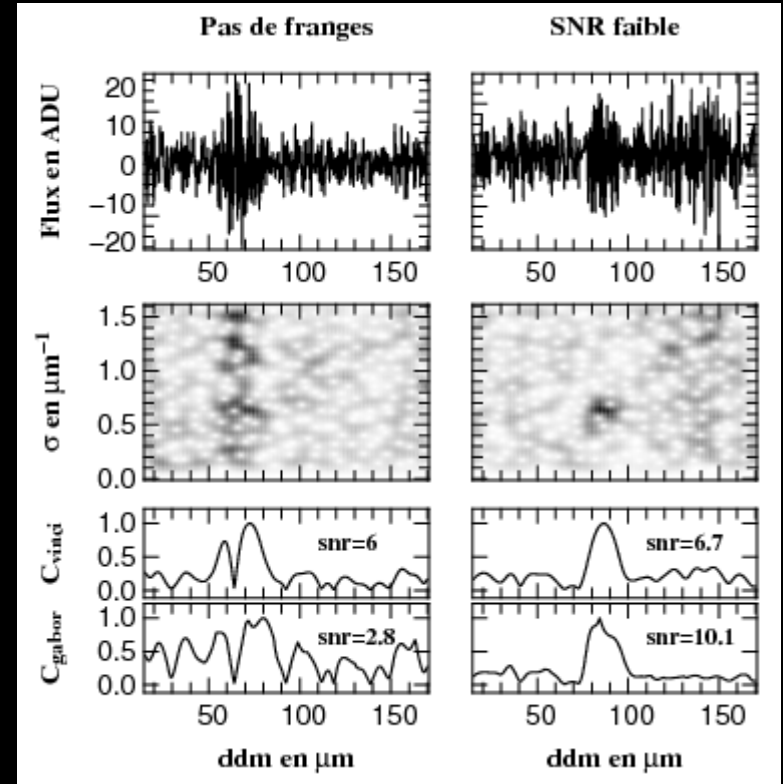 Pas de franges
SNR faible
Flux en ADU
20
10
0
−10
−20
50 100 150
50 100 150
σ en μm⁻¹
1.5
1.0
0.5
0.0
C_vinci
1.0
0.5
0.0
snr=6
snr=6.7
C_gabor
1.0
0.5
0.0
snr=2.8
snr=10.1
50 100 150
50 100 150
ddm en μm
ddm en μm